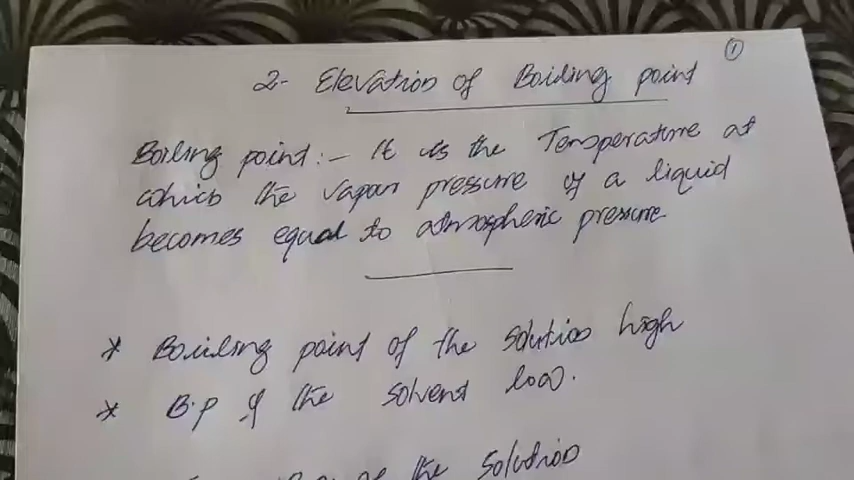 ①
2- Elevation of Boiling point
Boiling point:- It is the Temperature at
which the vapour pressure of a liquid
becomes equal to atmospheric pressure
* Boiling point of the solution high
* B.p of the solvent low.
of the solution